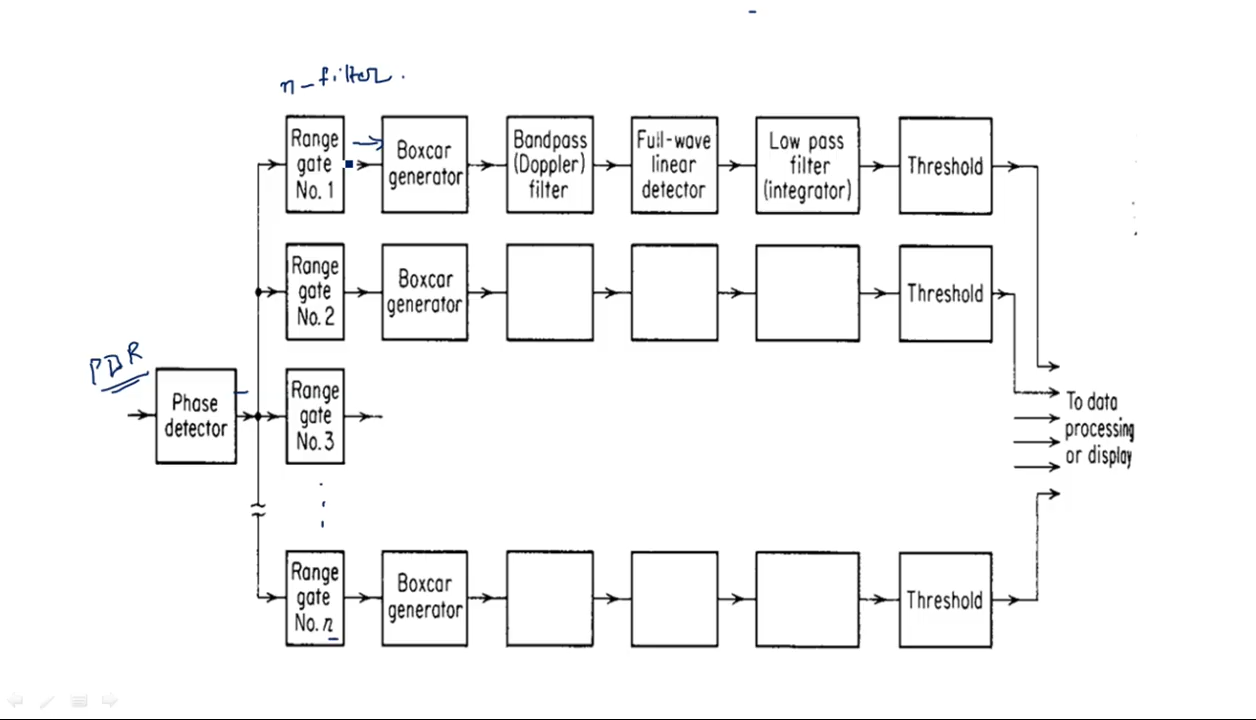 n-filter.
Range
gate
No. 1
Boxcar
generator
Bandpass
(Doppler)
filter
Full-wave
linear
detector
Low pass
filter
(integrator)
Threshold
Range
gate
No. 2
Boxcar
generator
Threshold
PDR
Phase
detector
Range
gate
No. 3
To data
processing
or display
Range
gate
No. n
Boxcar
generator
Threshold